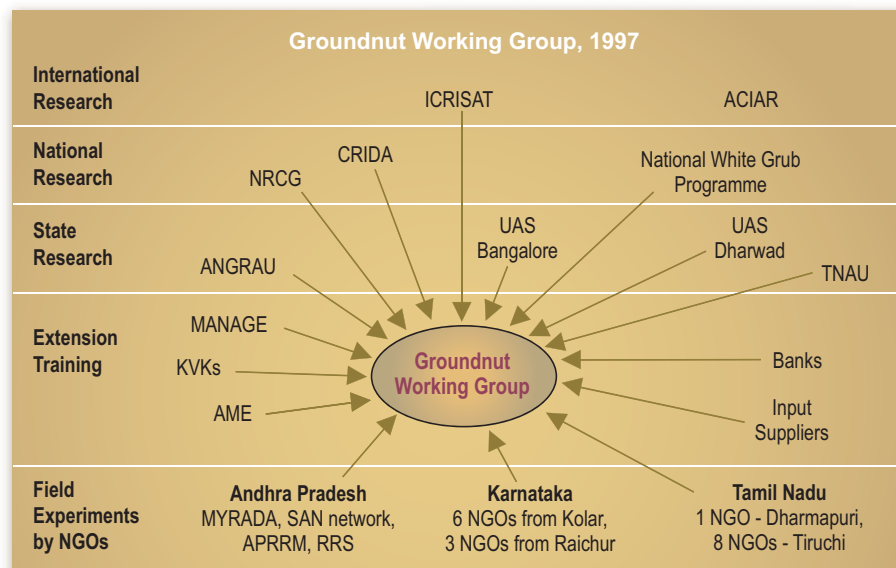 Groundnut Working Group, 1997
International
Research
ICRISAT
ACIAR
National
Research
CRIDA
NRCG
National White Grub
Programme
State
Research
UAS
Bangalore
UAS
Dharwad
ANGRAU
TNAU
Extension
Training
MANAGE
KVKs
AME
Groundnut
Working Group
Banks
Input
Suppliers
Field
Experiments
by NGOs
Andhra Pradesh
MYRADA, SAN network,
APRRM, RRS
Karnataka
6 NGOs from Kolar,
3 NGOs from Raichur
Tamil Nadu
1 NGO - Dharmapuri,
8 NGOs - Tiruchi